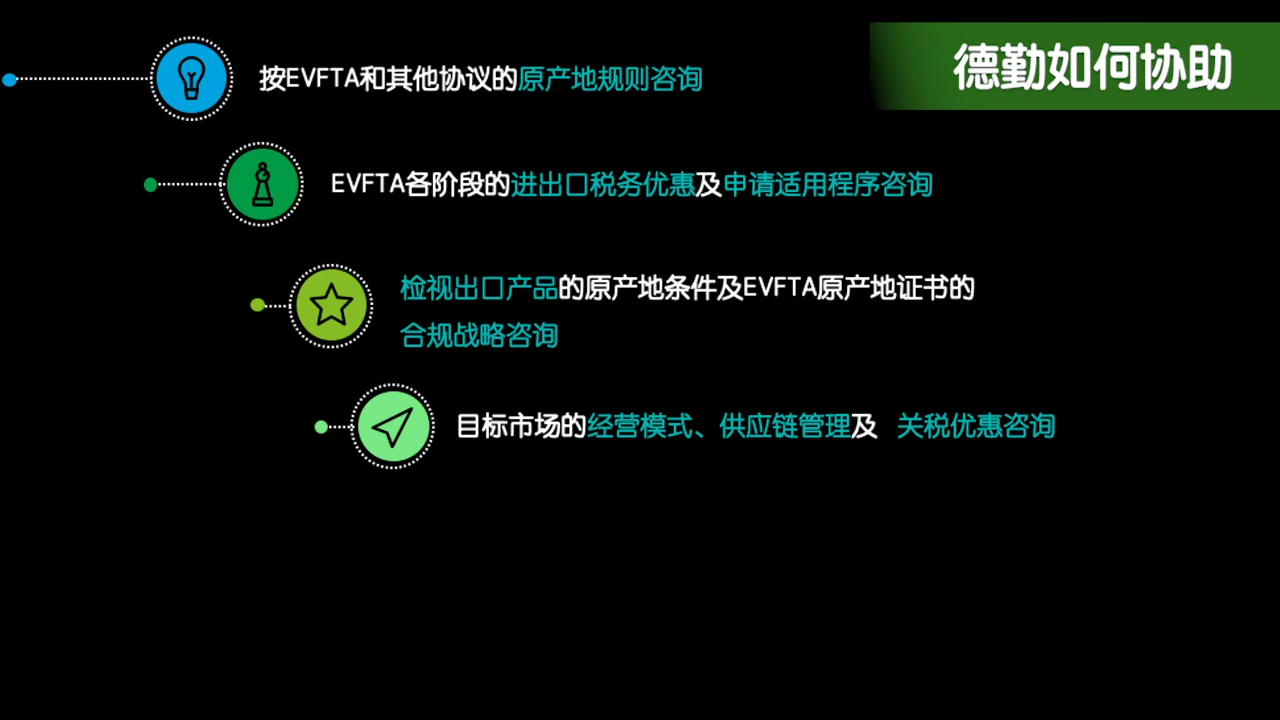 德勤如何协助
按EVFTA和其他协议的原产地规则咨询
EVFTA各阶段的进出口税务优惠及申请适用程序咨询
检视出口产品的原产地条件及EVFTA原产地证书的
合规战略咨询
目标市场的经营模式、供应链管理及 关税优惠咨询